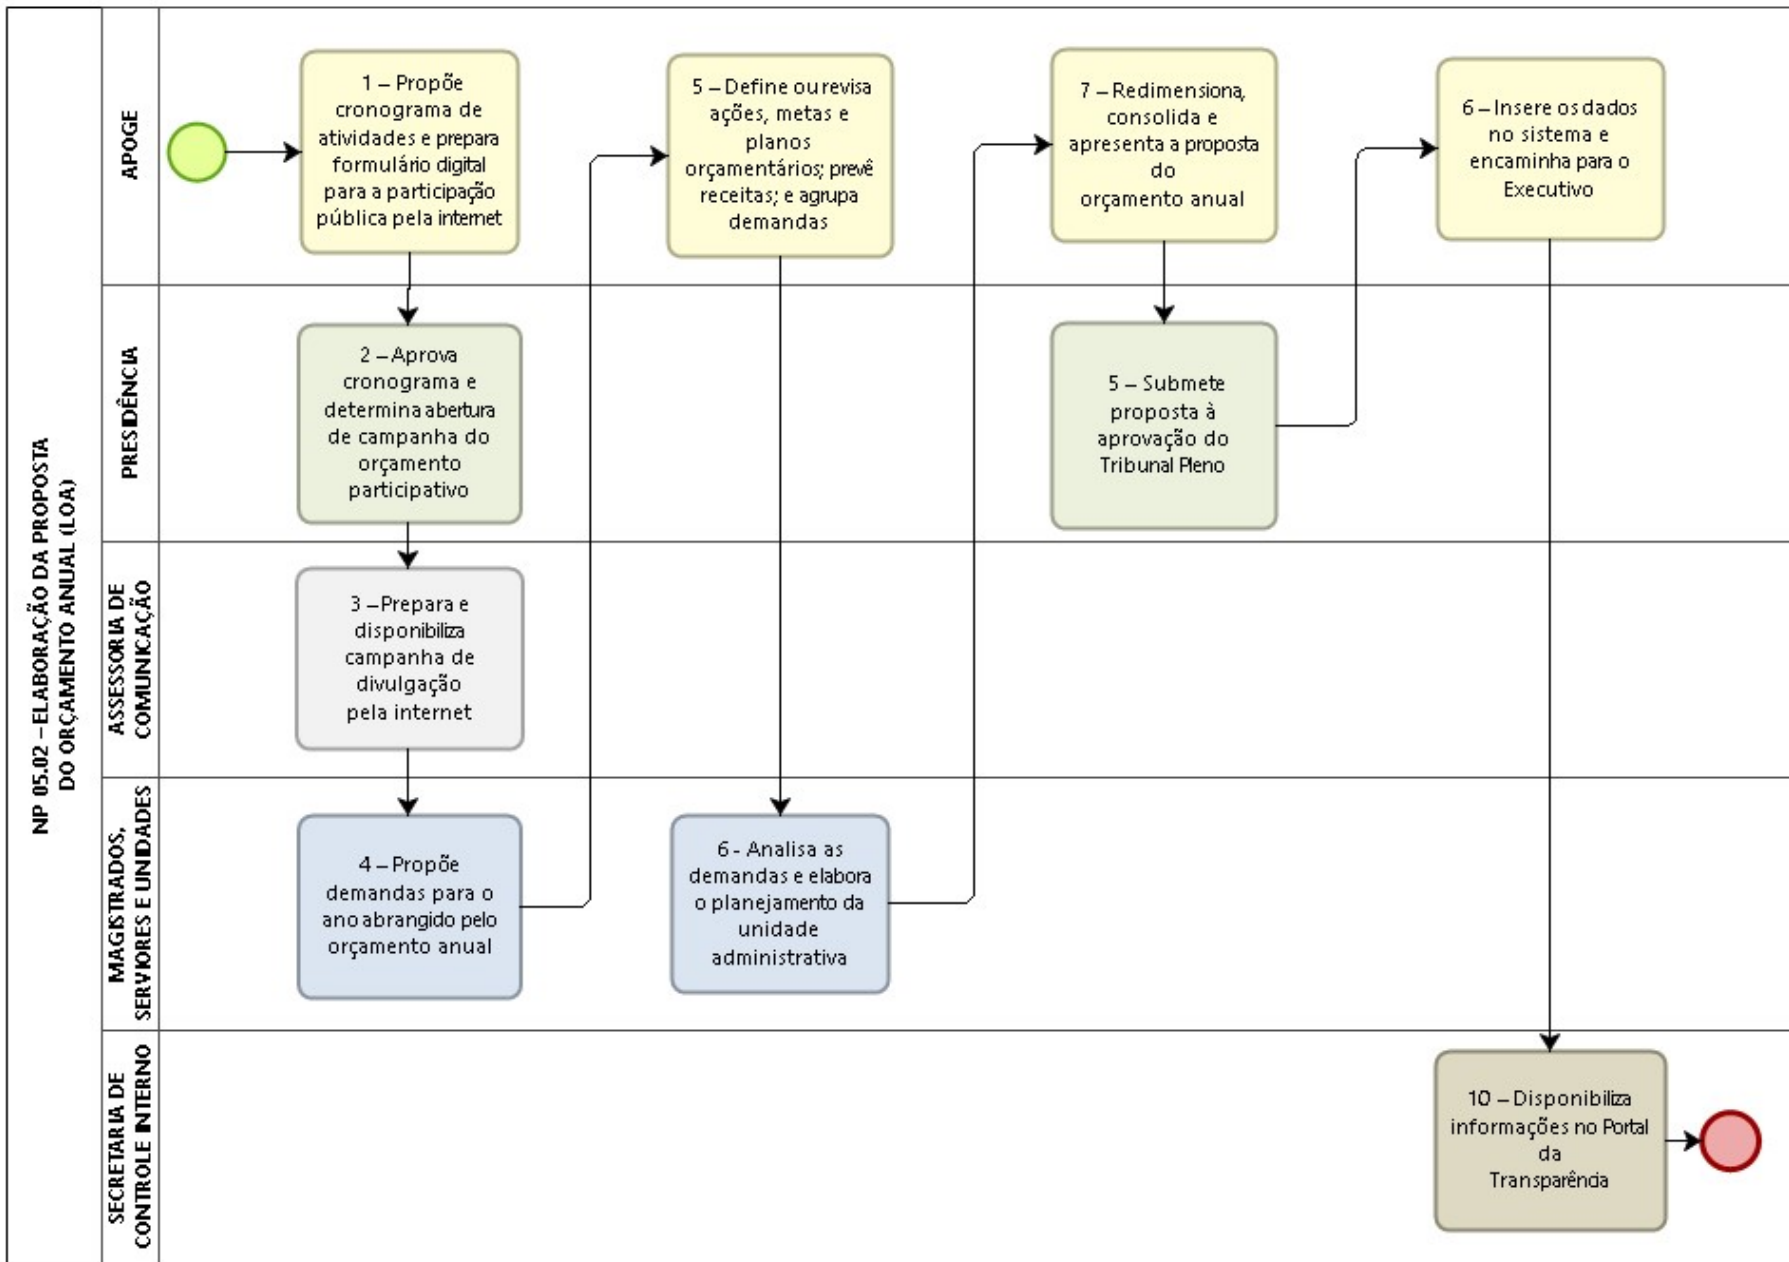 NP 05.02 – ELABORAÇÃO DA PROPOSTA
DO ORÇAMENTO ANUAL (LOA)
APOGE
1 – Propõe
cronograma de
atividades e prepara
formulário digital
para a participação
pública pela internet
5 – Define ou revisa
ações, metas e
planos
orçamentários; prevê
receitas; e agrupa
demandas
7 – Redimensiona,
consolida e
apresenta a proposta
do
orçamento anual
6 – Insere os dados
no sistema e
encaminha para o
Executivo
PRESIDÊNCIA
2 – Aprova
cronograma e
determina abertura
de campanha do
orçamento
participativo
5 – Submete
proposta à
aprovação do
Tribunal Pleno
ASSESSORIA DE
COMUNICAÇÃO
3 – Prepara e
disponibiliza
campanha de
divulgação
pela internet
MAGISTRADOS,
SERVIORES E UNIDADES
4 – Propõe
demandas para o
ano abrangido pelo
orçamento anual
6 - Analisa as
demandas e elabora
o planejamento da
unidade
administrativa
SECRETARIA DE
CONTROLE INTERNO
10 – Disponibiliza
informações no Portal
da
Transparência